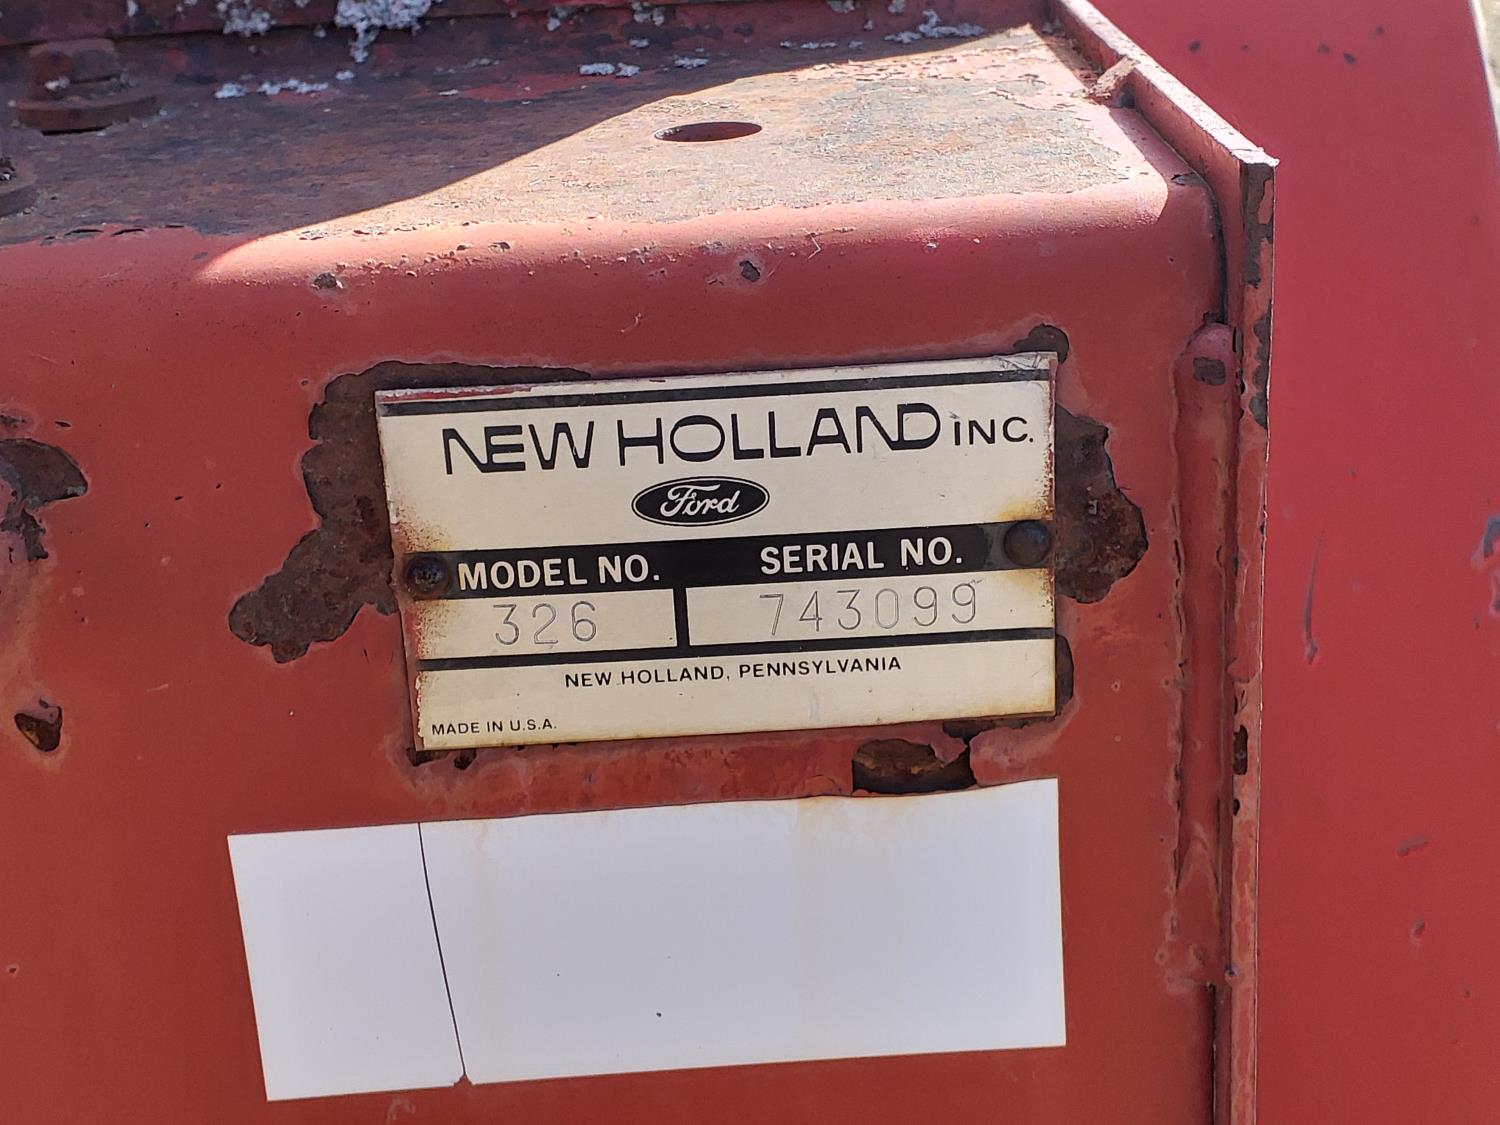 NEW HOLLAND INC.
Ford
MODEL NO. SERIAL NO.
326 743099
NEW HOLLAND, PENNSYLVANIA
MADE IN U.S.A.